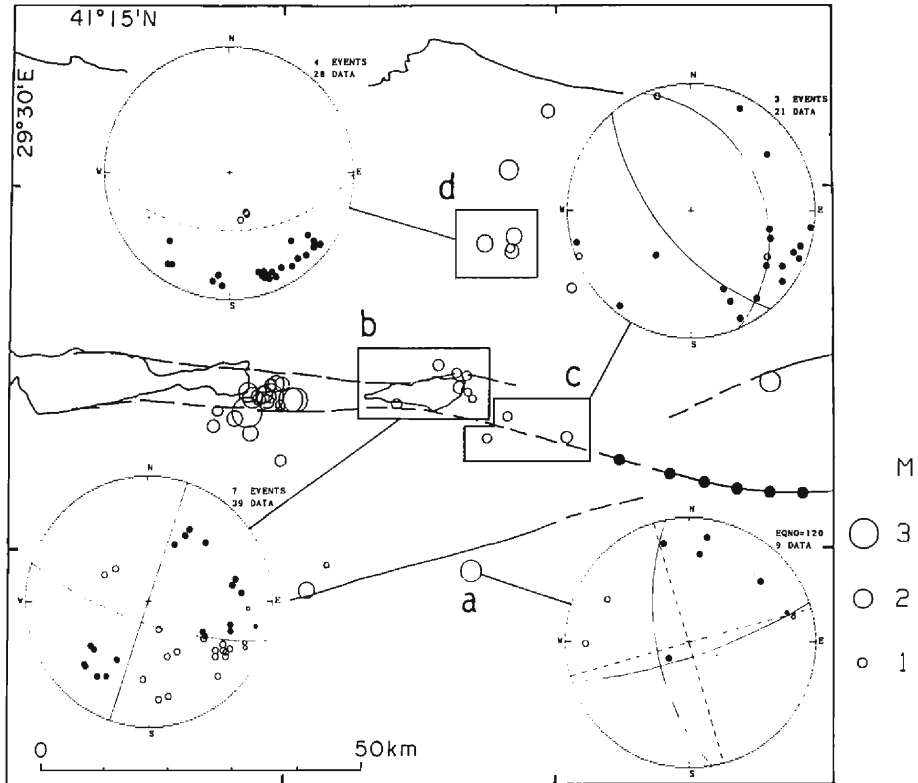 41°15'N
29°30'E
N
4 EVENTS
28 DATA
W
E
S
N
3 EVENTS
21 DATA
W
E
S
d
b
c
N
7 EVENTS
39 DATA
W
E
S
a
N
EQNO=120
9 DATA
W
E
S
M
3
2
1
0 50km